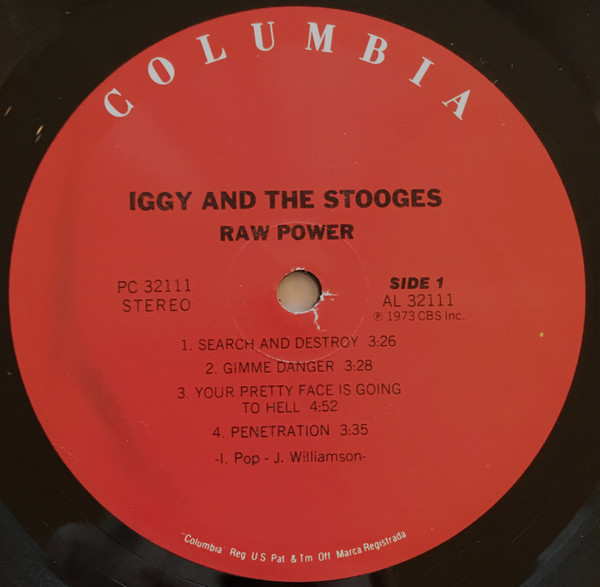 COLUMBIA
IGGY AND THE STOOGES
RAW POWER
PC 32111
STEREO
SIDE 1
AL 32111
℗ 1973 CBS Inc.
1. SEARCH AND DESTROY 3:26
2. GIMME DANGER 3:28
3. YOUR PRETTY FACE IS GOING
TO HELL 4:52
4. PENETRATION 3:35
-I. Pop - J. Williamson-
"Columbia" Reg U S Pat & Tm Off Marca Registrada